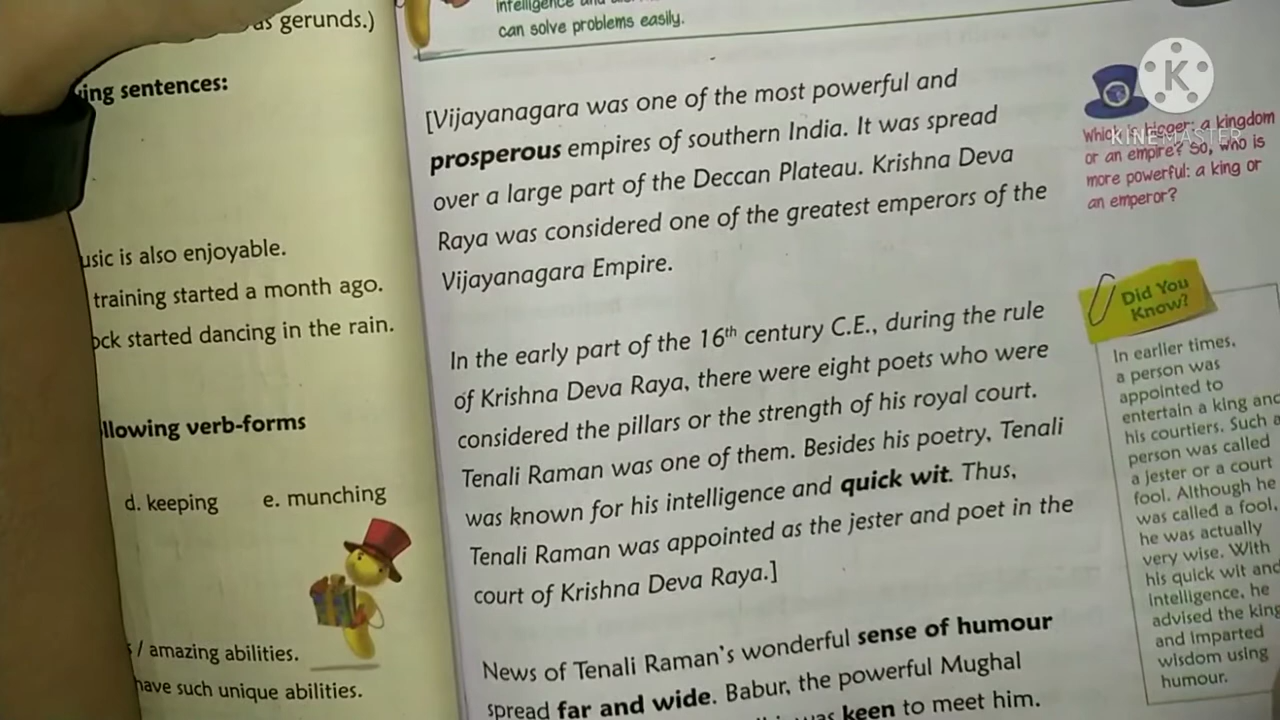 as gerunds.)
ing sentences:
usic is also enjoyable.
training started a month ago.
ock started dancing in the rain.
llowing verb-forms
d. keeping e. munching
/ amazing abilities.
have such unique abilities.
intelligence and
can solve problems easily.
[Vijayanagara was one of the most powerful and
prosperous empires of southern India. It was spread
over a large part of the Deccan Plateau. Krishna Deva
Raya was considered one of the greatest emperors of the
Vijayanagara Empire.
In the early part of the 16th century C.E., during the rule
of Krishna Deva Raya, there were eight poets who were
considered the pillars or the strength of his royal court.
Tenali Raman was one of them. Besides his poetry, Tenali
was known for his intelligence and quick wit. Thus,
Tenali Raman was appointed as the jester and poet in the
court of Krishna Deva Raya.]
News of Tenali Raman's wonderful sense of humour
spread far and wide. Babur, the powerful Mughal
was keen to meet him.
K
KINEMASTER
Which is bigger: a kingdom
or an empire? So, who is
more powerful: a king or
an emperor?
Did You
Know?
In earlier times,
a person was
appointed to
entertain a king and
his courtiers. Such a
person was called
a jester or a court
fool. Although he
was called a fool,
he was actually
very wise. With
his quick wit and
intelligence, he
advised the king
and imparted
wisdom using
humour.